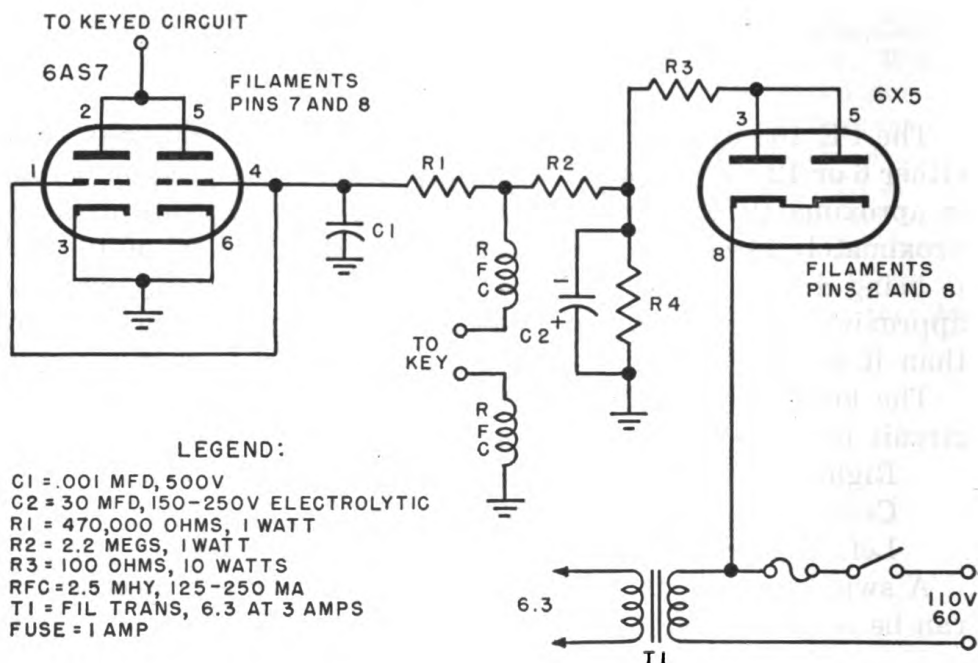 TO KEYED CIRCUIT
6AS7
FILAMENTS
PINS 7 AND 8
2
5
1
4
3
6
R1
R2
R3
C1
R
F
C
TO
KEY
R
F
C
-
C2
+
R4
6X5
3
5
8
FILAMENTS
PINS 2 AND 8
LEGEND:
C1 = .001 MFD, 500V
C2 = 30 MFD, 150-250V ELECTROLYTIC
R1 = 470,000 OHMS, 1 WATT
R2 = 2.2 MEGS, 1 WATT
R3 = 100 OHMS, 10 WATTS
RFC = 2.5 MHY, 125-250 MA
T1 = FIL TRANS, 6.3 AT 3 AMPS
FUSE = 1 AMP
6.3
T1
110V
60